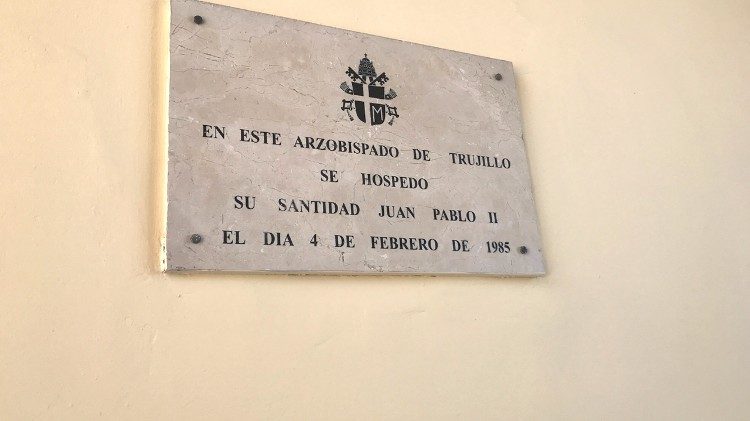 EN ESTE ARZOBISPADO DE TRUJILLO
SE HOSPEDO
SU SANTIDAD JUAN PABLO II
EL DIA 4 DE FEBRERO DE 1985